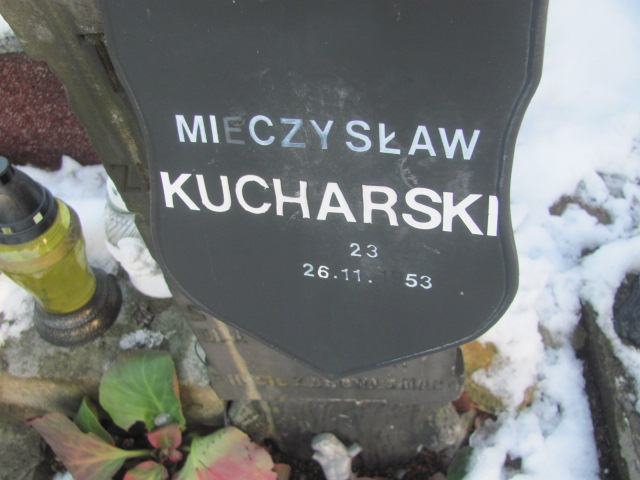 MIECZYSŁAW
KUCHARSKI
23
26.11. 53